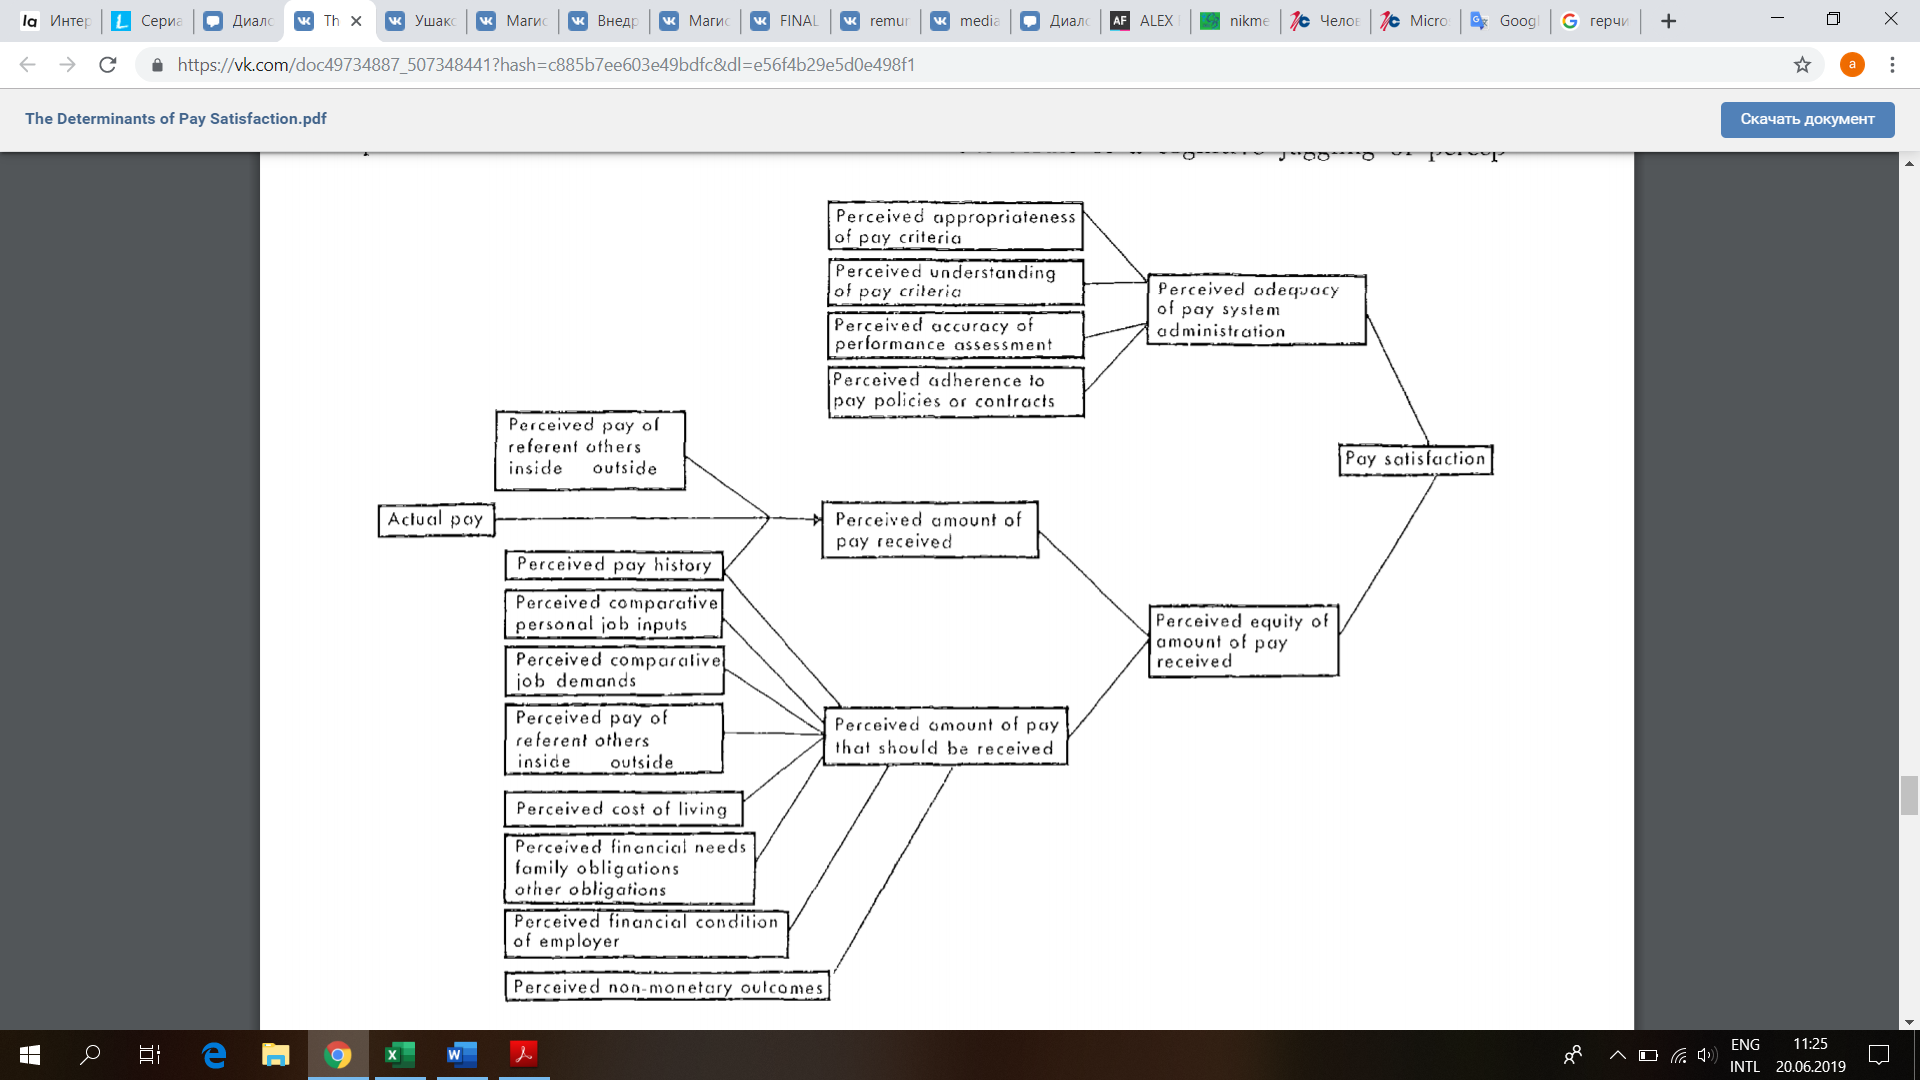 Интер
Сериа
Диало
Th
Ушако
Магис
Внедр
Магис
FINAL
remur
media
Диало
ALEX
nikme
Челов
Micro
Googl
герчи
https://vk.com/doc49734887_507348441?hash=c885b7ee603e49bdfc&dl=e56f4b29e5d0e498f1
The Determinants of Pay Satisfaction.pdf
Скачать документ
Perceived appropriateness
of pay criteria
Perceived understanding
of pay criteria
Perceived accuracy of
performance assessment
Perceived adherence to
pay policies or contracts
Perceived adequacy
of pay system
administration
Perceived pay of
referent others
inside outside
Pay satisfaction
Actual pay
Perceived amount of
pay received
Perceived pay history
Perceived comparative
personal job inputs
Perceived comparative
job demands
Perceived pay of
referent others
inside outside
Perceived equity of
amount of pay
received
Perceived amount of pay
that should be received
Perceived cost of living
Perceived financial needs
family obligations
other obligations
Perceived financial condition
of employer
Perceived non-monetary outcomes
ENG
INTL
11:25
20.06.2019